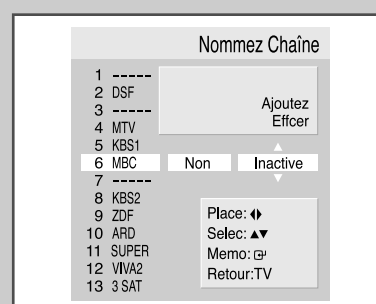 Nommez Chaîne
1 -----
2 DSF
3 -----
4 MTV
5 KBS1
6 MBC Non Inactive
7 -----
8 KBS2
9 ZDF
10 ARD
11 SUPER
12 VIVA2
13 3 SAT
Ajoutez
Effcer
Place:
Selec: ▲▼
Memo:
Retour:TV